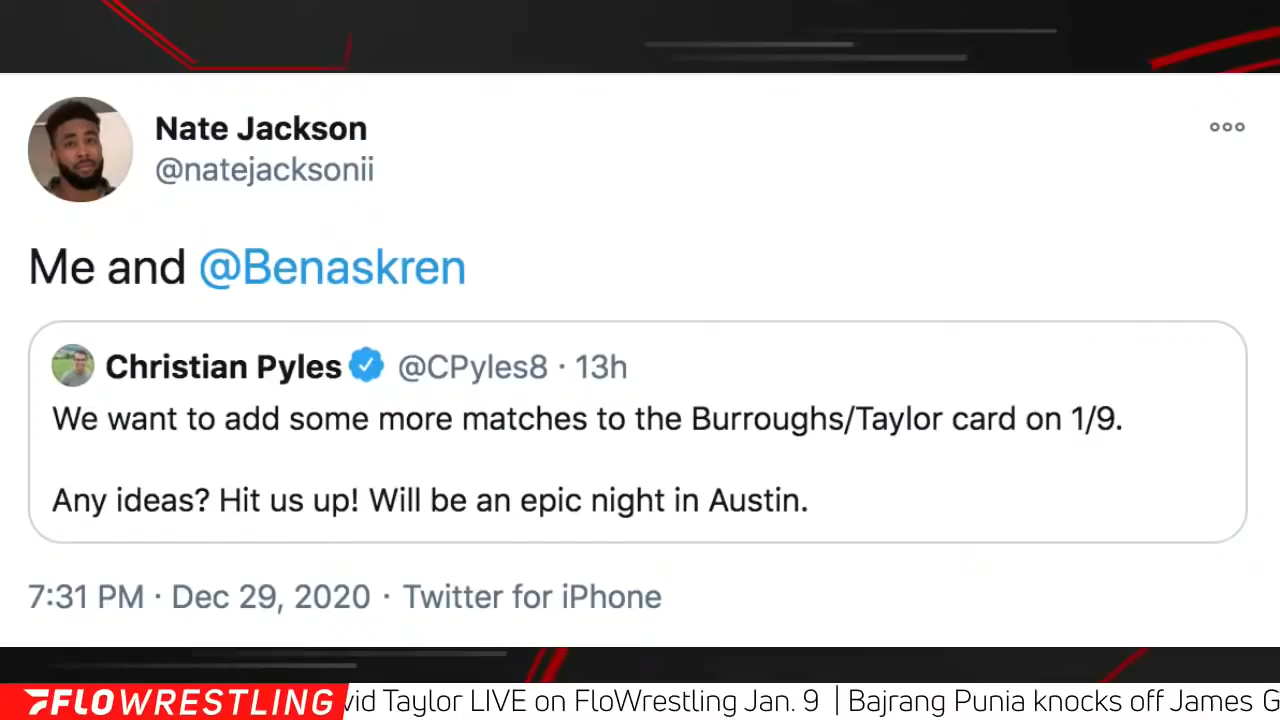 Nate Jackson
@natejacksonii
Me and @Benaskren
Christian Pyles @CPyles8 · 13h
We want to add some more matches to the Burroughs/Taylor card on 1/9.
Any ideas? Hit us up! Will be an epic night in Austin.
7:31 PM · Dec 29, 2020 · Twitter for iPhone
FLOWRESTLING vid Taylor LIVE on FloWrestling Jan. 9 | Bajrang Punia knocks off James G